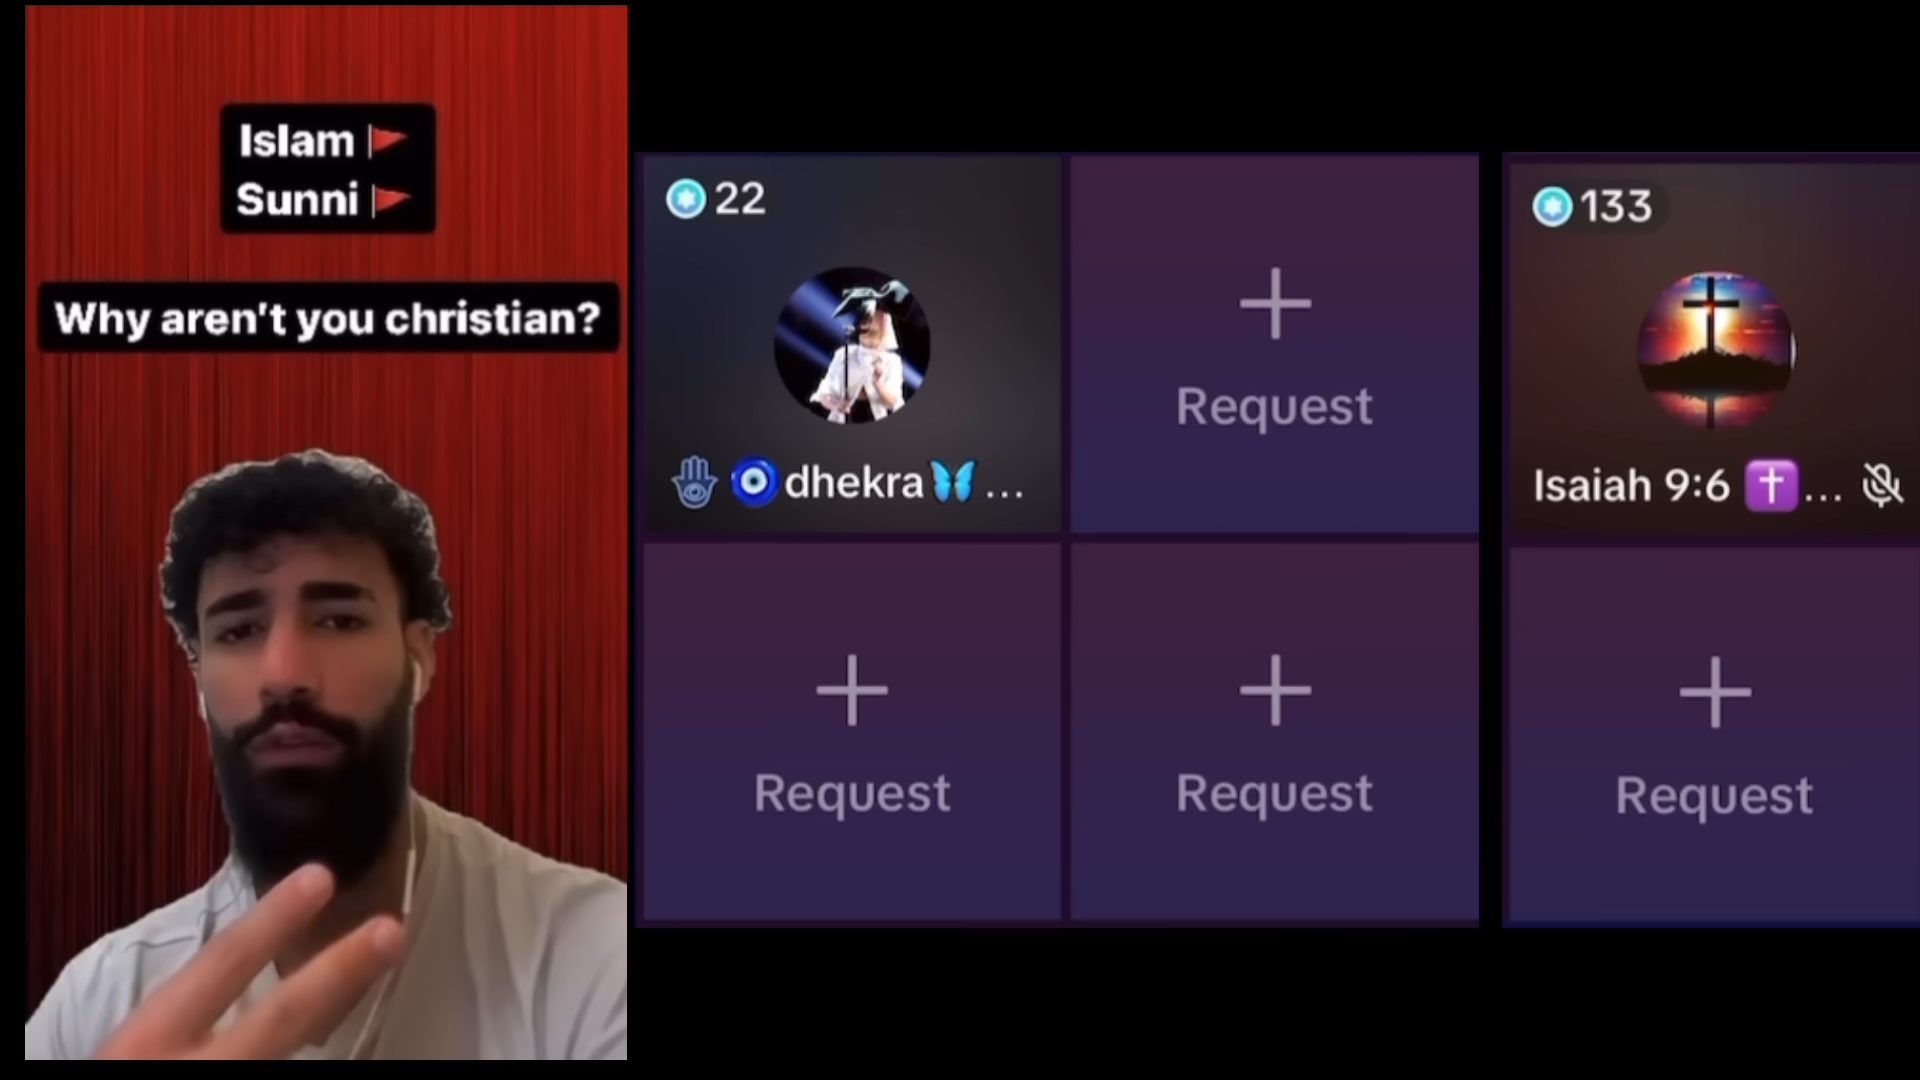 Islam 🚩
Sunni 🚩
Why aren't you christian?
22
🪬 🧿 dhekra🦋 ...
Request
Request
Request
133
Isaiah 9:6 ✝️...
Request